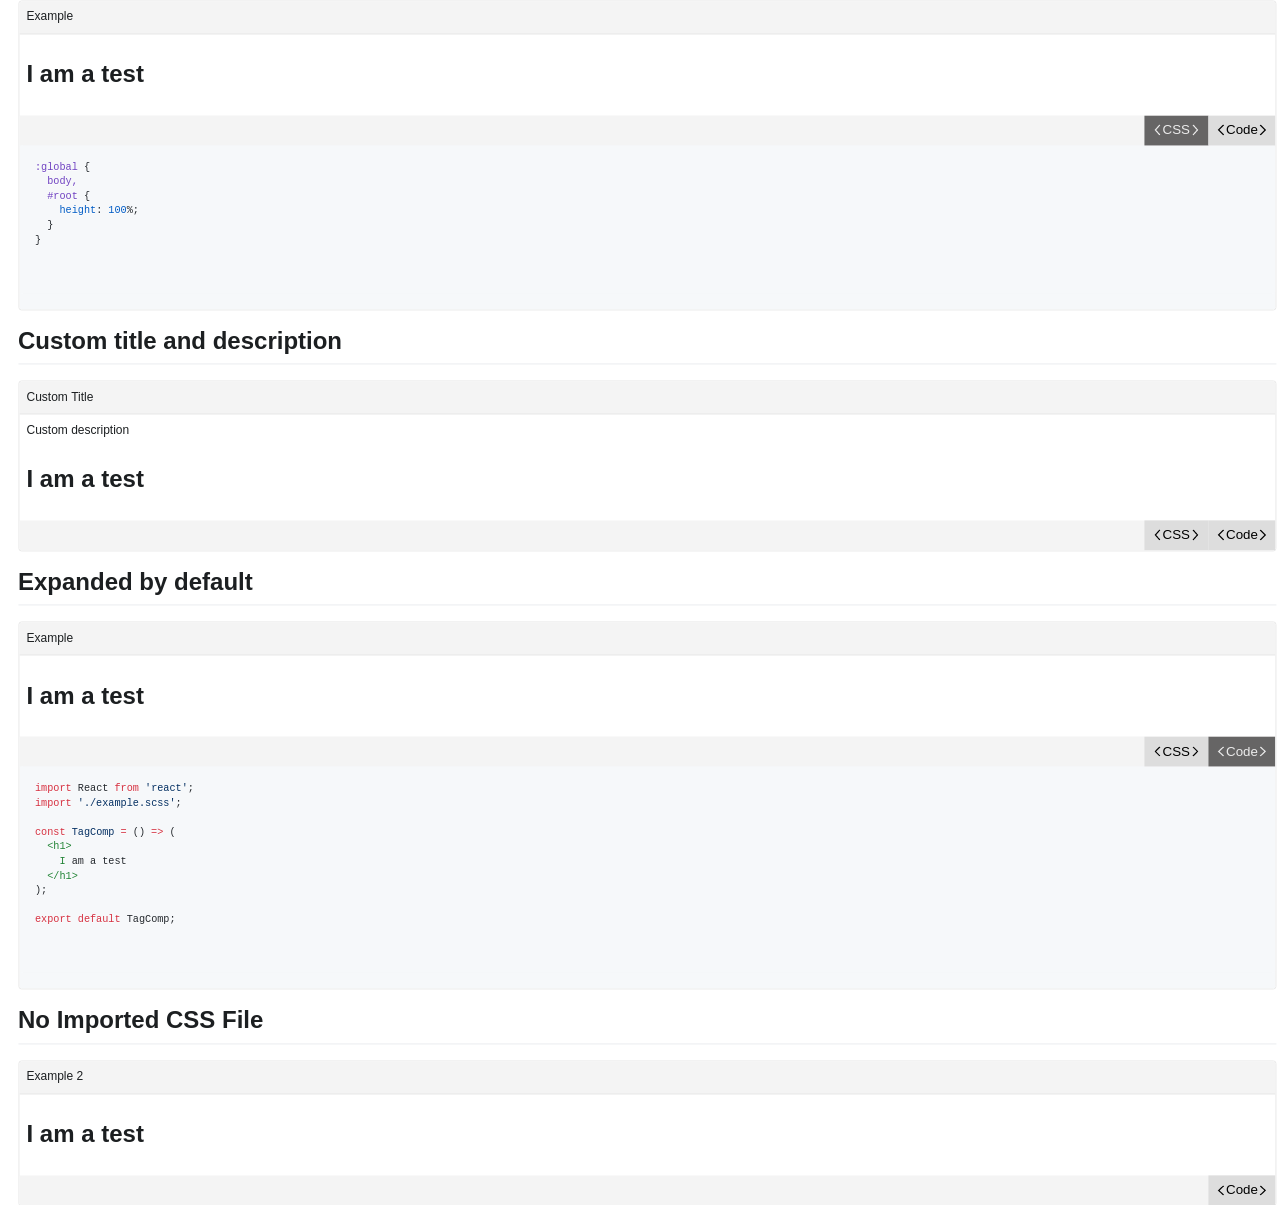 Example
I am a test
<CSS> <Code>
:global {
  body,
  #root {
    height: 100%;
  }
}
Custom title and description
Custom Title
Custom description
I am a test
<CSS> <Code>
Expanded by default
Example
I am a test
<CSS> <Code>
import React from 'react';
import './example.scss';
const TagComp = () => (
  <h1>
    I am a test
  </h1>
);
export default TagComp;
No Imported CSS File
Example 2
I am a test
<Code>